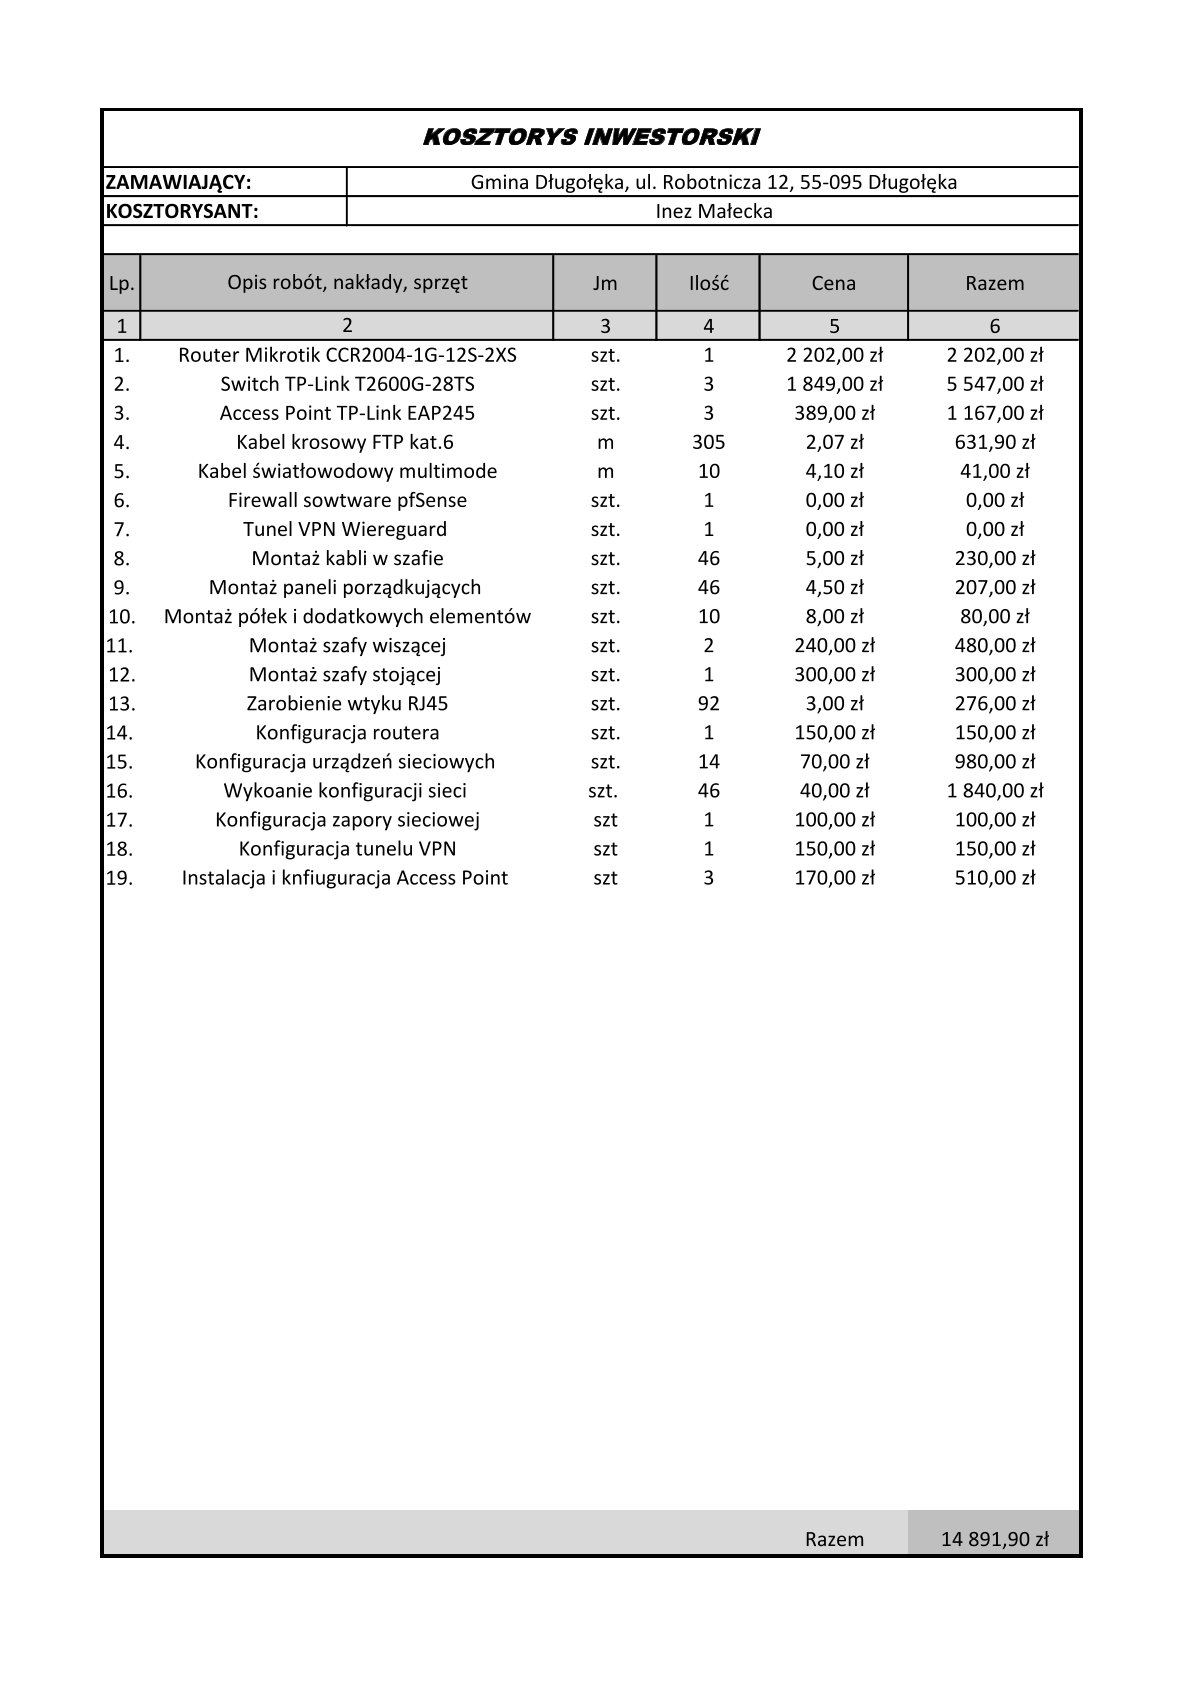 KOSZTORYS INWESTORSKI
ZAMAWIAJĄCY: Gmina Długołęka, ul. Robotnicza 12, 55-095 Długołęka
KOSZTORYSANT: Inez Małecka
Lp. Opis robót, nakłady, sprzęt Jm Ilość Cena Razem
1 2 3 4 5 6
1. Router Mikrotik CCR2004-1G-12S-2XS szt. 1 2 202,00 zł 2 202,00 zł
2. Switch TP-Link T2600G-28TS szt. 3 1 849,00 zł 5 547,00 zł
3. Access Point TP-Link EAP245 szt. 3 389,00 zł 1 167,00 zł
4. Kabel krosowy FTP kat.6 m 305 2,07 zł 631,90 zł
5. Kabel światłowodowy multimode m 10 4,10 zł 41,00 zł
6. Firewall sowtware pfSense szt. 1 0,00 zł 0,00 zł
7. Tunel VPN Wiereguard szt. 1 0,00 zł 0,00 zł
8. Montaż kabli w szafie szt. 46 5,00 zł 230,00 zł
9. Montaż paneli porządkujących szt. 46 4,50 zł 207,00 zł
10. Montaż półek i dodatkowych elementów szt. 10 8,00 zł 80,00 zł
11. Montaż szafy wiszącej szt. 2 240,00 zł 480,00 zł
12. Montaż szafy stojącej szt. 1 300,00 zł 300,00 zł
13. Zarobienie wtyku RJ45 szt. 92 3,00 zł 276,00 zł
14. Konfiguracja routera szt. 1 150,00 zł 150,00 zł
15. Konfiguracja urządzeń sieciowych szt. 14 70,00 zł 980,00 zł
16. Wykoanie konfiguracji sieci szt. 46 40,00 zł 1 840,00 zł
17. Konfiguracja zapory sieciowej szt 1 100,00 zł 100,00 zł
18. Konfiguracja tunelu VPN szt 1 150,00 zł 150,00 zł
19. Instalacja i knfiuguracja Access Point szt 3 170,00 zł 510,00 zł
Razem 14 891,90 zł